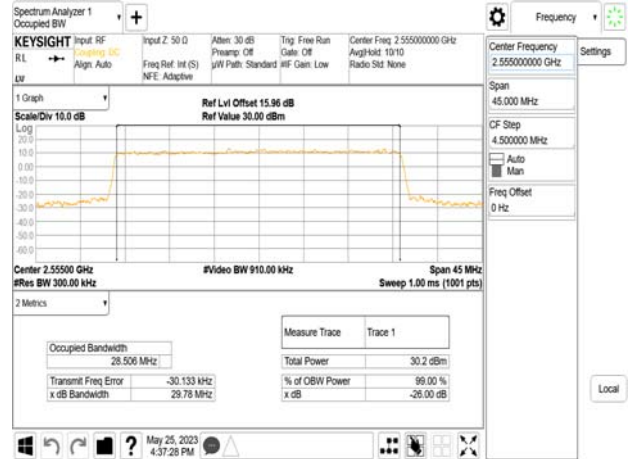 Spectrum Analyzer 1
Occupied BW
Frequency
KEYSIGHT
Input: RF
Coupling: DC
Align: Auto
Input Z: 50 Ω
Freq Ref: Int (S)
NFE: Adaptive
Atten: 30 dB
Preamp: Off
µW Path: Standard
Trig: Free Run
Gate: Off
#IF Gain: Low
Center Freq: 2.555000000 GHz
Avg|Hold: 10/10
Radio Std: None
RL
Center Frequency
2.555000000 GHz
Settings
Span
45.000 MHz
CF Step
4.500000 MHz
Auto
Man
Freq Offset
0 Hz
1 Graph
Ref Lvl Offset 15.96 dB
Scale/Div 10.0 dB
Ref Value 30.00 dBm
Log
20.0
10.0
0.00
-10.0
-20.0
-30.0
-40.0
-50.0
-60.0
Center 2.55500 GHz
#Video BW 910.00 kHz
Span 45 MHz
#Res BW 300.00 kHz
Sweep 1.00 ms (1001 pts)
2 Metrics
Measure Trace
Trace 1
Occupied Bandwidth
28.506 MHz
Total Power
30.2 dBm
Transmit Freq Error
-30.133 kHz
% of OBW Power
99.00 %
x dB Bandwidth
29.78 MHz
x dB
-26.00 dB
Local
May 25, 2023
4:37:28 PM